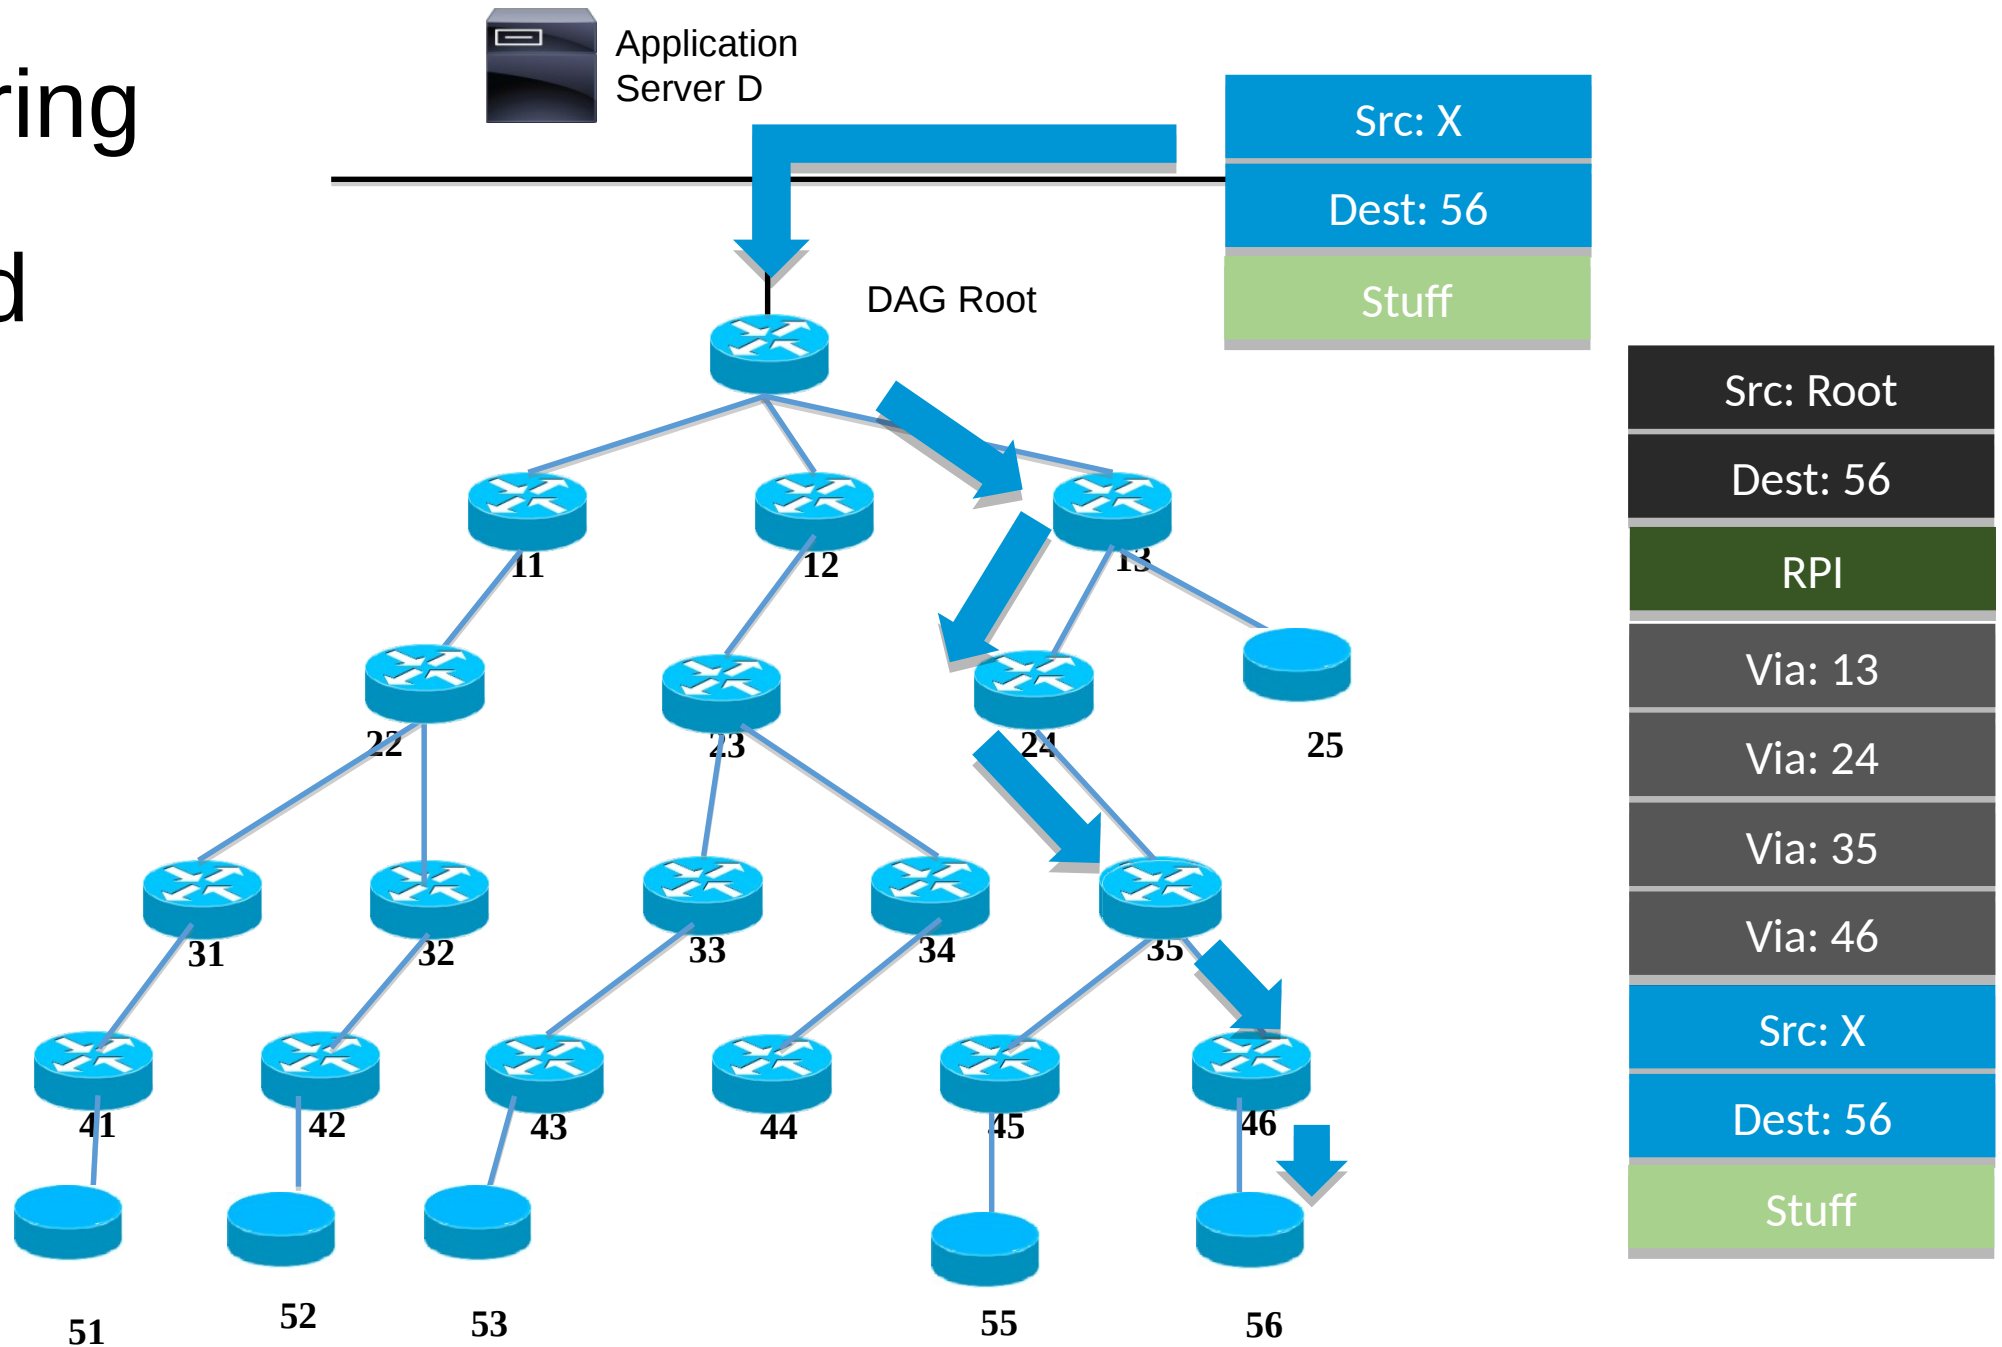 Application
Server D
ring
d
Src: X
Dest: 56
Stuff
DAG Root
Src: Root
Dest: 56
RPI
Via: 13
Via: 24
Via: 35
Via: 46
Src: X
Dest: 56
Stuff
11
12
13
22
23
24
25
31
32
33
34
35
41
42
43
44
45
46
51
52
53
55
56